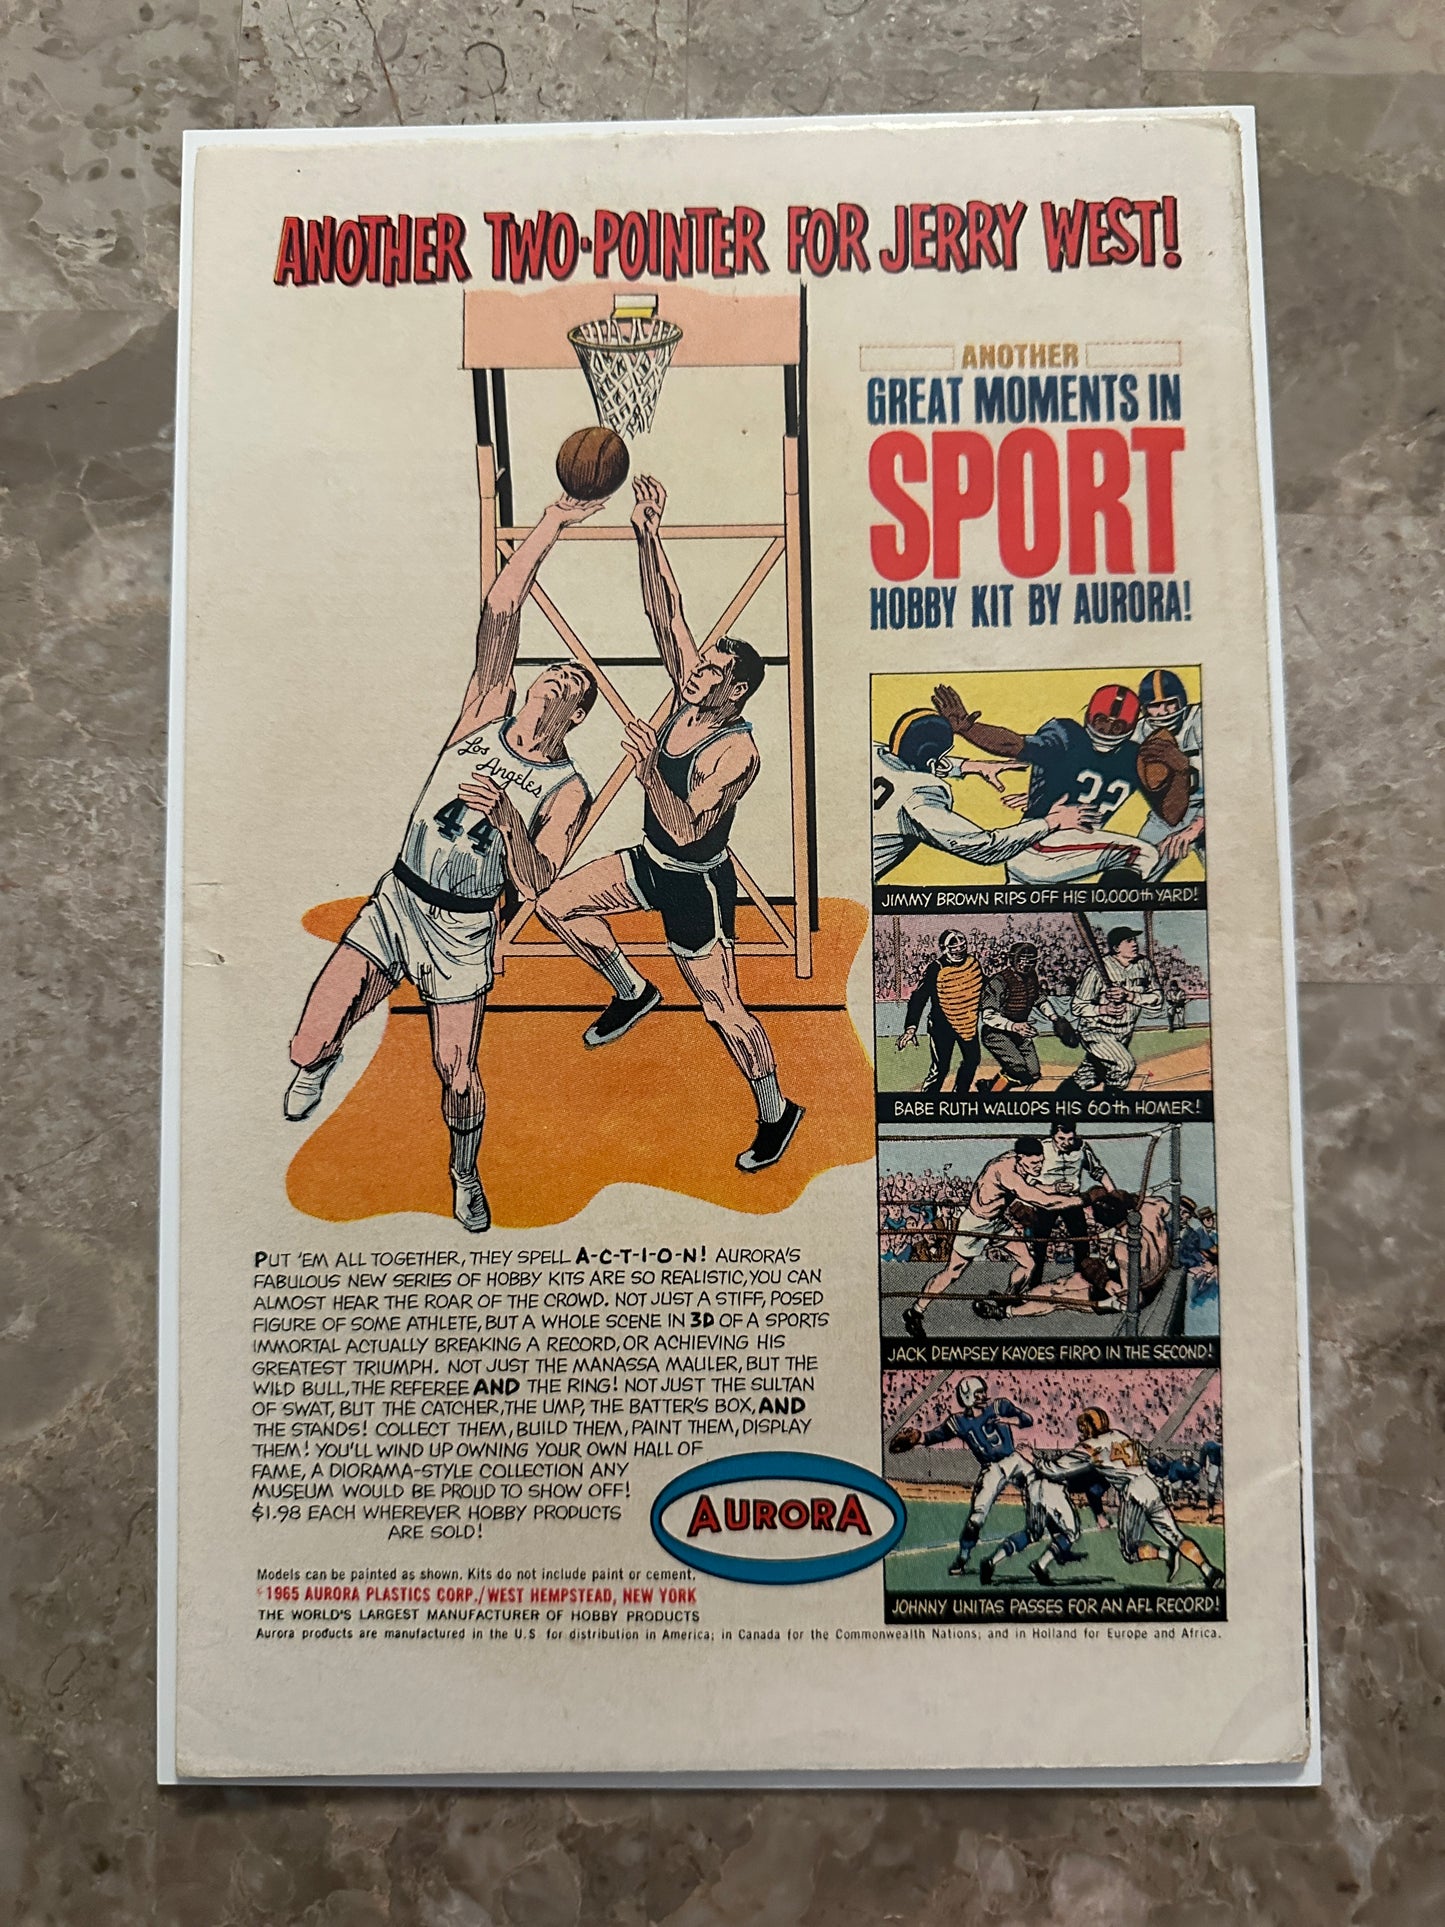 ANOTHER TWO-POINTER FOR JERRY WEST!
ANOTHER
GREAT MOMENTS IN
SPORT
HOBBY KIT BY AURORA!
Los
Angeles
44
32
JIMMY BROWN RIPS OFF HIS 10,000th YARD!
BABE RUTH WALLOPS HIS 60th HOMER!
JACK DEMPSEY KAYOES FIRPO IN THE SECOND!
JOHNNY UNITAS PASSES FOR AN AFL RECORD!
PUT 'EM ALL TOGETHER, THEY SPELL A-C-T-I-O-N! AURORA'S
FABULOUS NEW SERIES OF HOBBY KITS ARE SO REALISTIC, YOU CAN
ALMOST HEAR THE ROAR OF THE CROWD. NOT JUST A STIFF, POSED
FIGURE OF SOME ATHLETE, BUT A WHOLE SCENE IN 3D OF A SPORTS
IMMORTAL ACTUALLY BREAKING A RECORD, OR ACHIEVING HIS
GREATEST TRIUMPH. NOT JUST THE MANASSA MAULER, BUT THE
WILD BULL, THE REFEREE AND THE RING! NOT JUST THE SULTAN
OF SWAT, BUT THE CATCHER, THE UMP, THE BATTER'S BOX, AND
THE STANDS! COLLECT THEM, BUILD THEM, PAINT THEM, DISPLAY
THEM! YOU'LL WIND UP OWNING YOUR OWN HALL OF
FAME, A DIORAMA-STYLE COLLECTION ANY
MUSEUM WOULD BE PROUD TO SHOW OFF!
$1.98 EACH WHEREVER HOBBY PRODUCTS
ARE SOLD!
AURORA
Models can be painted as shown. Kits do not include paint or cement.
©1965 AURORA PLASTICS CORP./WEST HEMPSTEAD, NEW YORK
THE WORLD'S LARGEST MANUFACTURER OF HOBBY PRODUCTS
Aurora products are manufactured in the U.S. for distribution in America; in Canada for the Commonwealth Nations; and in Holland for Europe and Africa.